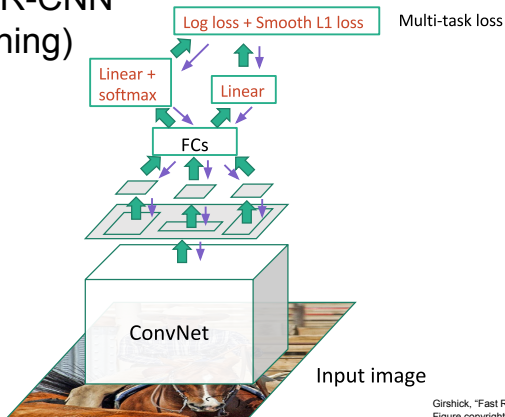 R-CNN
ning)
Log loss + Smooth L1 loss
Multi-task loss
Linear +
softmax
Linear
FCs
ConvNet
Input image
Girshick, "Fast R
Figure copyright